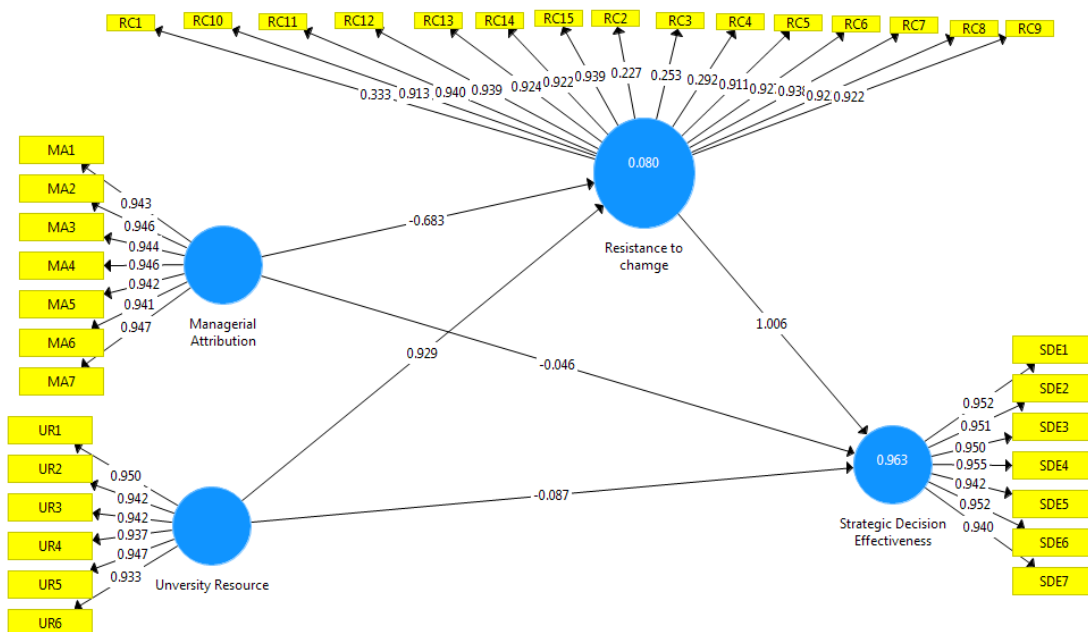 RC1 RC10 RC11 RC12 RC13 RC14 RC15 RC2 RC3 RC4 RC5 RC6 RC7 RC8 RC9
0.333 0.913 0.940 0.939 0.924 0.922 0.939 0.227 0.253 0.292 0.911 0.927 0.938 0.922
0.080
Resistance to
chamge
MA1
MA2
MA3
MA4
MA5
MA6
MA7
0.943
0.946
0.944
0.946
0.942
0.941
0.947
Managerial
Attribution
-0.683
0.929
-0.046
1.006
-0.087
UR1
UR2
UR3
UR4
UR5
UR6
0.950
0.942
0.942
0.937
0.947
0.933
Unversity Resource
0.963
Strategic Decision
Effectiveness
0.952
0.951
0.950
0.955
0.942
0.952
0.940
SDE1
SDE2
SDE3
SDE4
SDE5
SDE6
SDE7